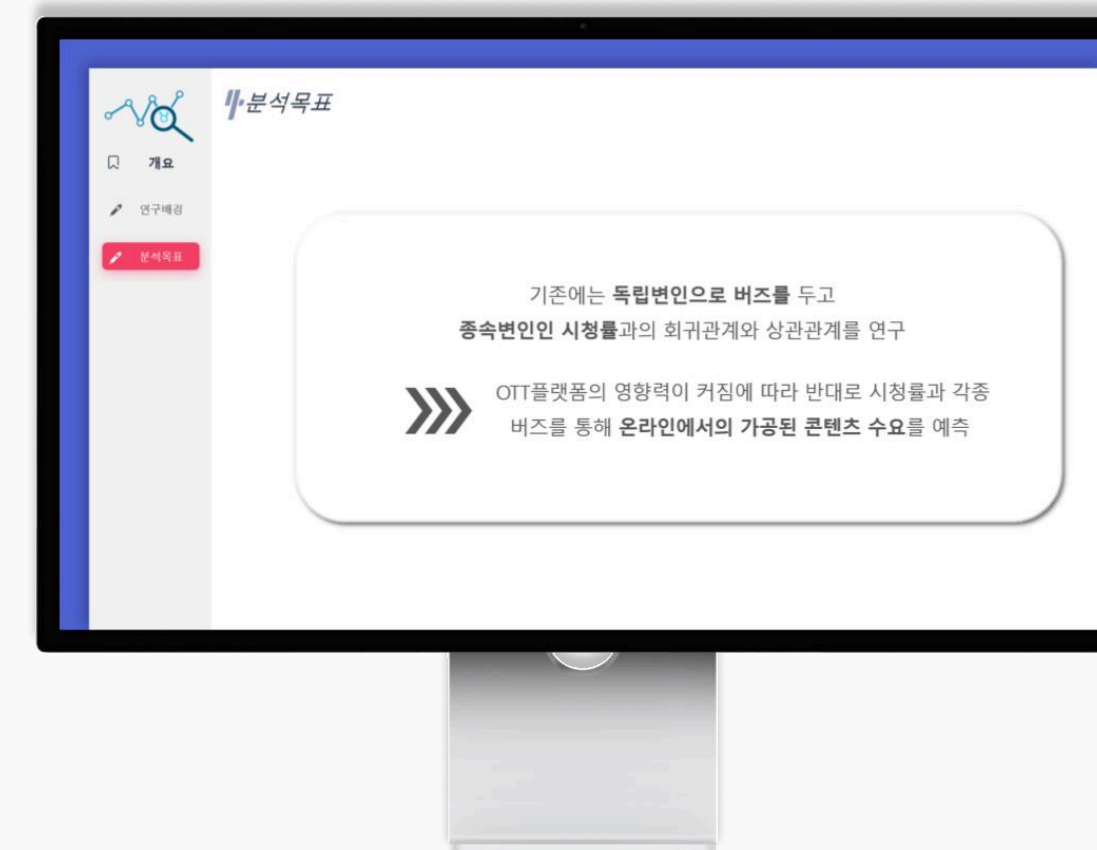 분석목표
개요
연구배경
분석목표
기존에는 독립변인으로 버즈를 두고
종속변인인 시청률과의 회귀관계와 상관관계를 연구
OTT플랫폼의 영향력이 커짐에 따라 반대로 시청률과 각종
버즈를 통해 온라인에서의 가공된 콘텐츠 수요를 예측